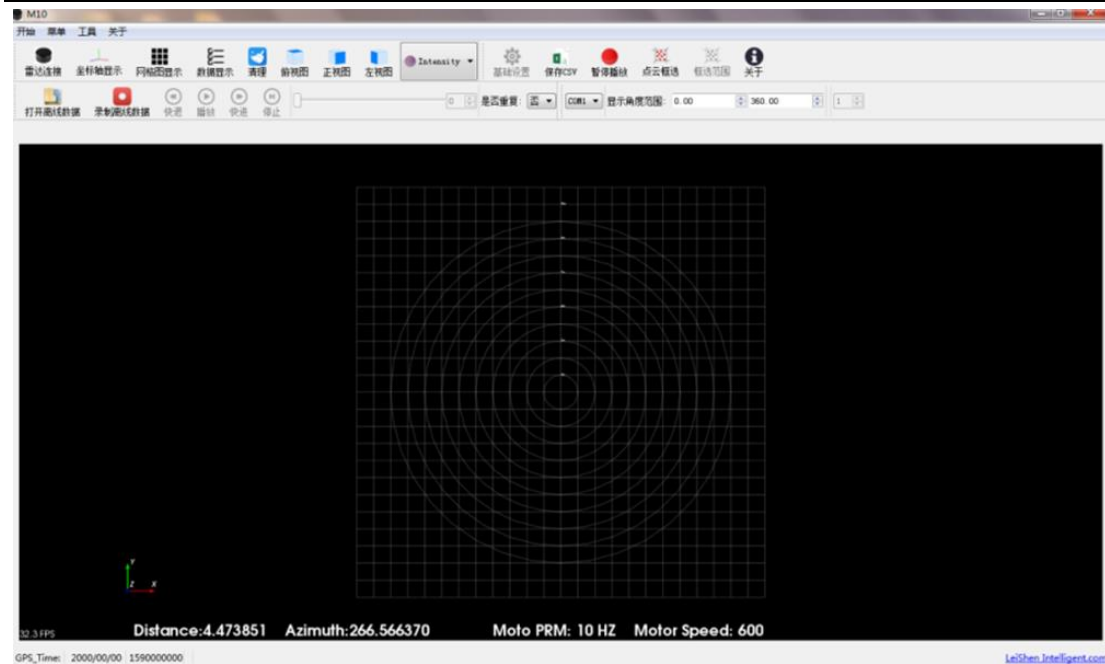 M10
开始 菜单 工具 关于
雷达连接 坐标轴显示 网格图显示 数据显示 清理 俯视图 正视图 左视图 Intensity 基础设置 保存CSV 暂停播放 点云框选 框选范围 关于
打开离线数据 录制离线数据 快退 播放 快进 停止 0 是否重复: 否 COM1 显示角度范围: 0.00 360.00 1
Y
Z X
32.3 FPS Distance:4.473851 Azimuth:266.566370 Moto PRM: 10 HZ Motor Speed: 600
GPS_Time: 2000/00/00 1590000000 LeiShen Intelligent.com